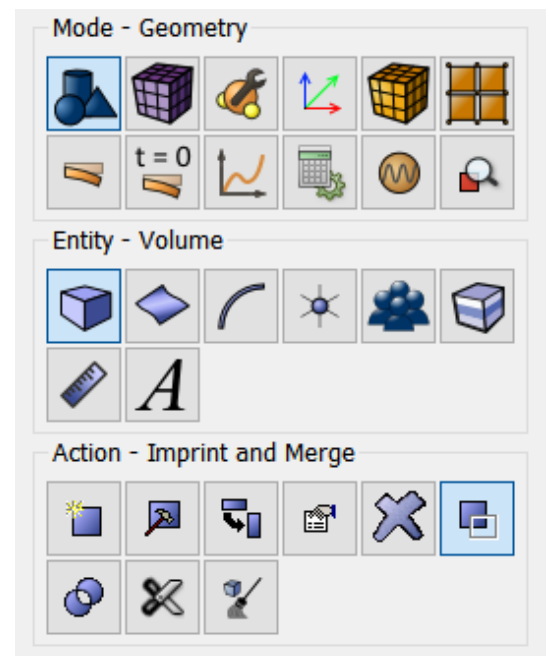 Mode - Geometry
t = 0
Entity - Volume
A
Action - Imprint and Merge